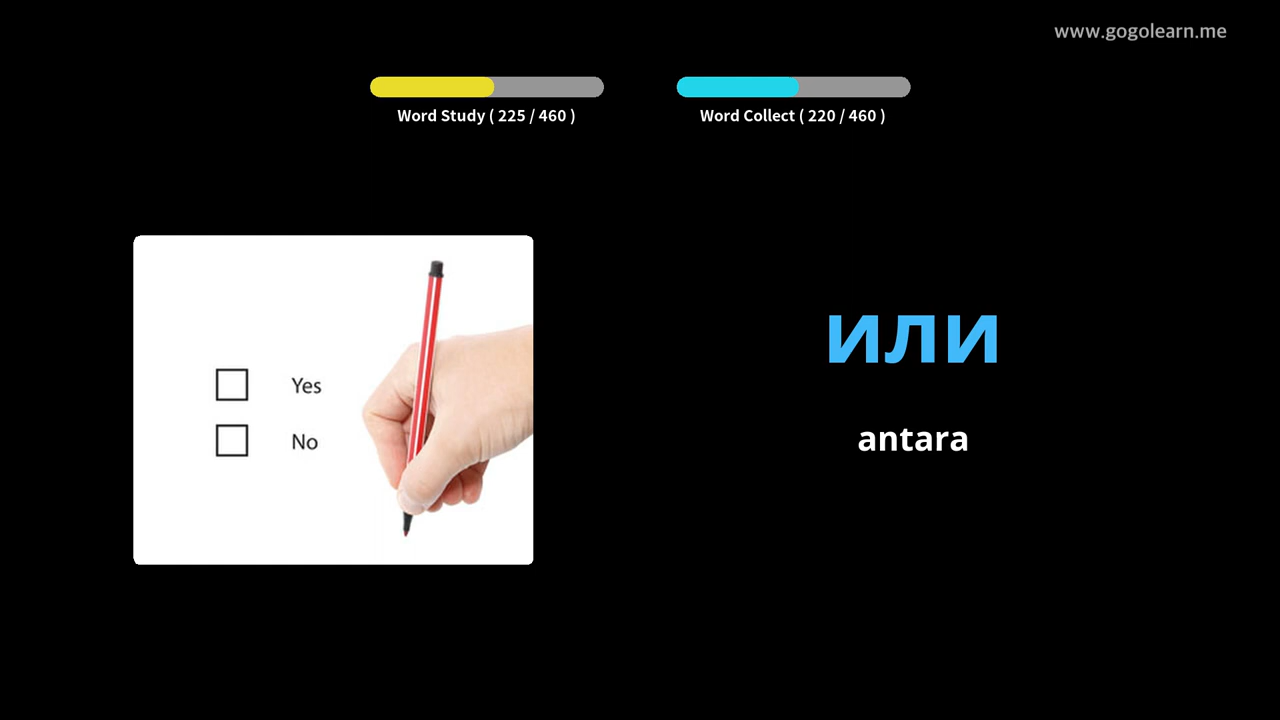 www.gogolearn.me
Word Study ( 225 / 460 )
Word Collect ( 220 / 460 )
Yes
No
или
antara